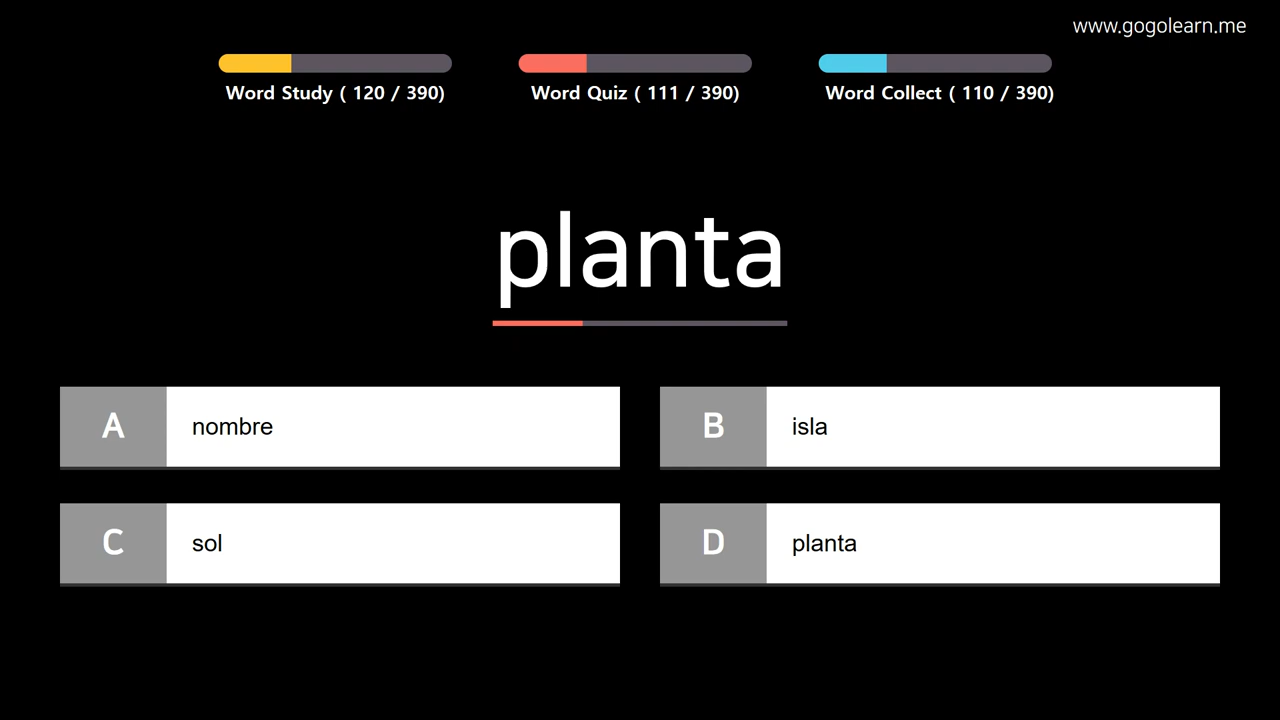 www.gogolearn.me
Word Study ( 120 / 390)
Word Quiz ( 111 / 390)
Word Collect ( 110 / 390)
planta
A nombre
B isla
C sol
D planta